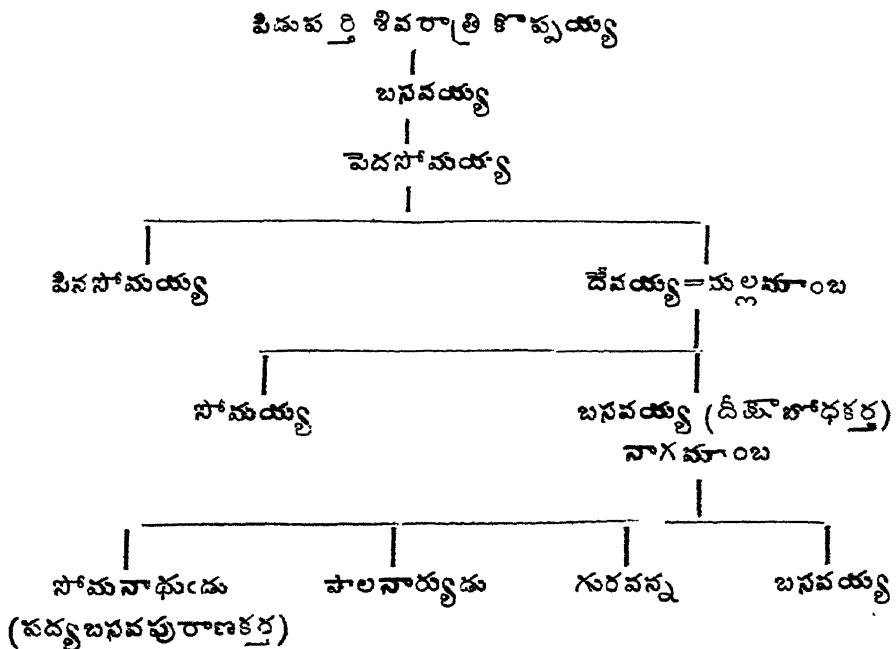 పిడుపర్తి శివరాత్రి కొప్పయ్య
బసవయ్య
పెదసోమయ్య
పినసోమయ్య దేవయ్య=మల్లమాంబ
సోమయ్య బసవయ్య (దీక్షాబోధకర్త)
నాగమాంబ
సోమనాథుఁడు పాలనార్యుడు గురవన్న బసవయ్య
(పద్యబసవపురాణకర్త)